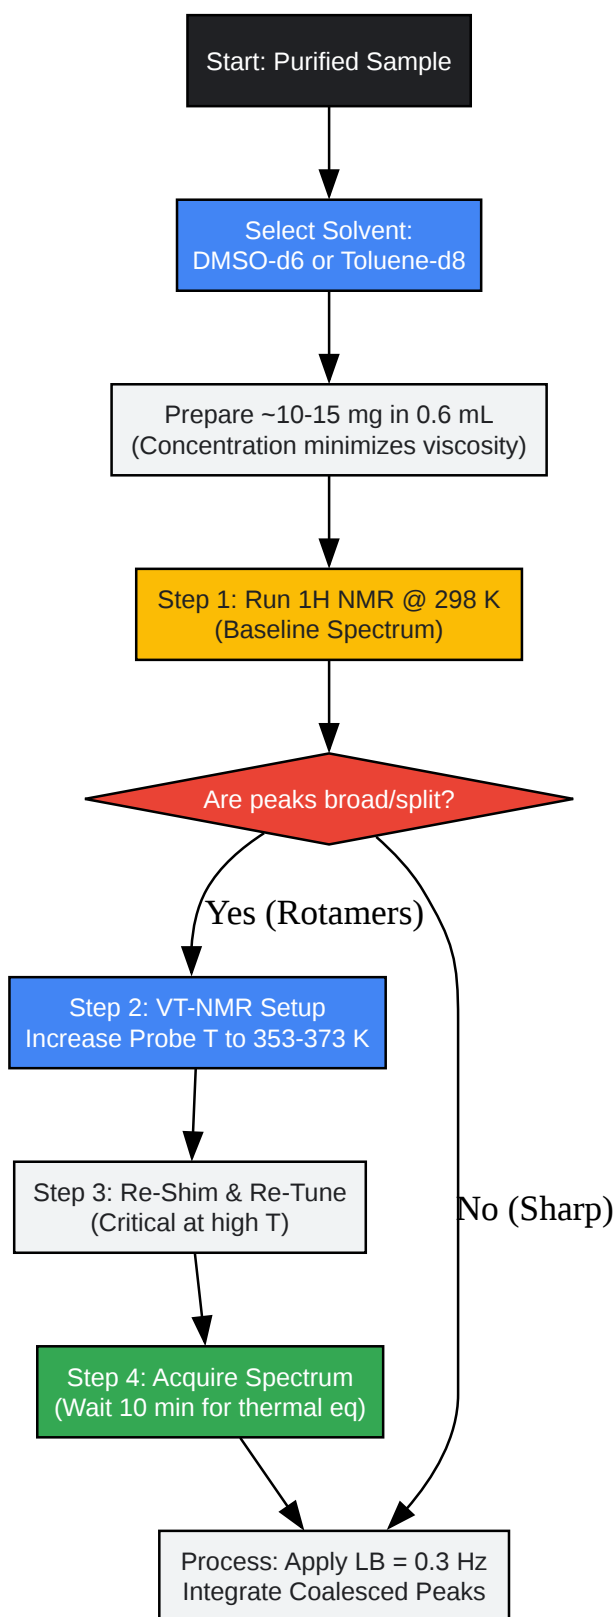 Start: Purified Sample
Select Solvent:
DMSO-d6 or Toluene-d8
Prepare ~10-15 mg in 0.6 mL
(Concentration minimizes viscosity)
Step 1: Run 1H NMR @ 298 K
(Baseline Spectrum)
Are peaks broad/split?
Yes (Rotamers)
Step 2: VT-NMR Setup
Increase Probe T to 353-373 K
Step 3: Re-Shim & Re-Tune
(Critical at high T)
No (Sharp)
Step 4: Acquire Spectrum
(Wait 10 min for thermal eq)
Process: Apply LB = 0.3 Hz
Integrate Coalesced Peaks